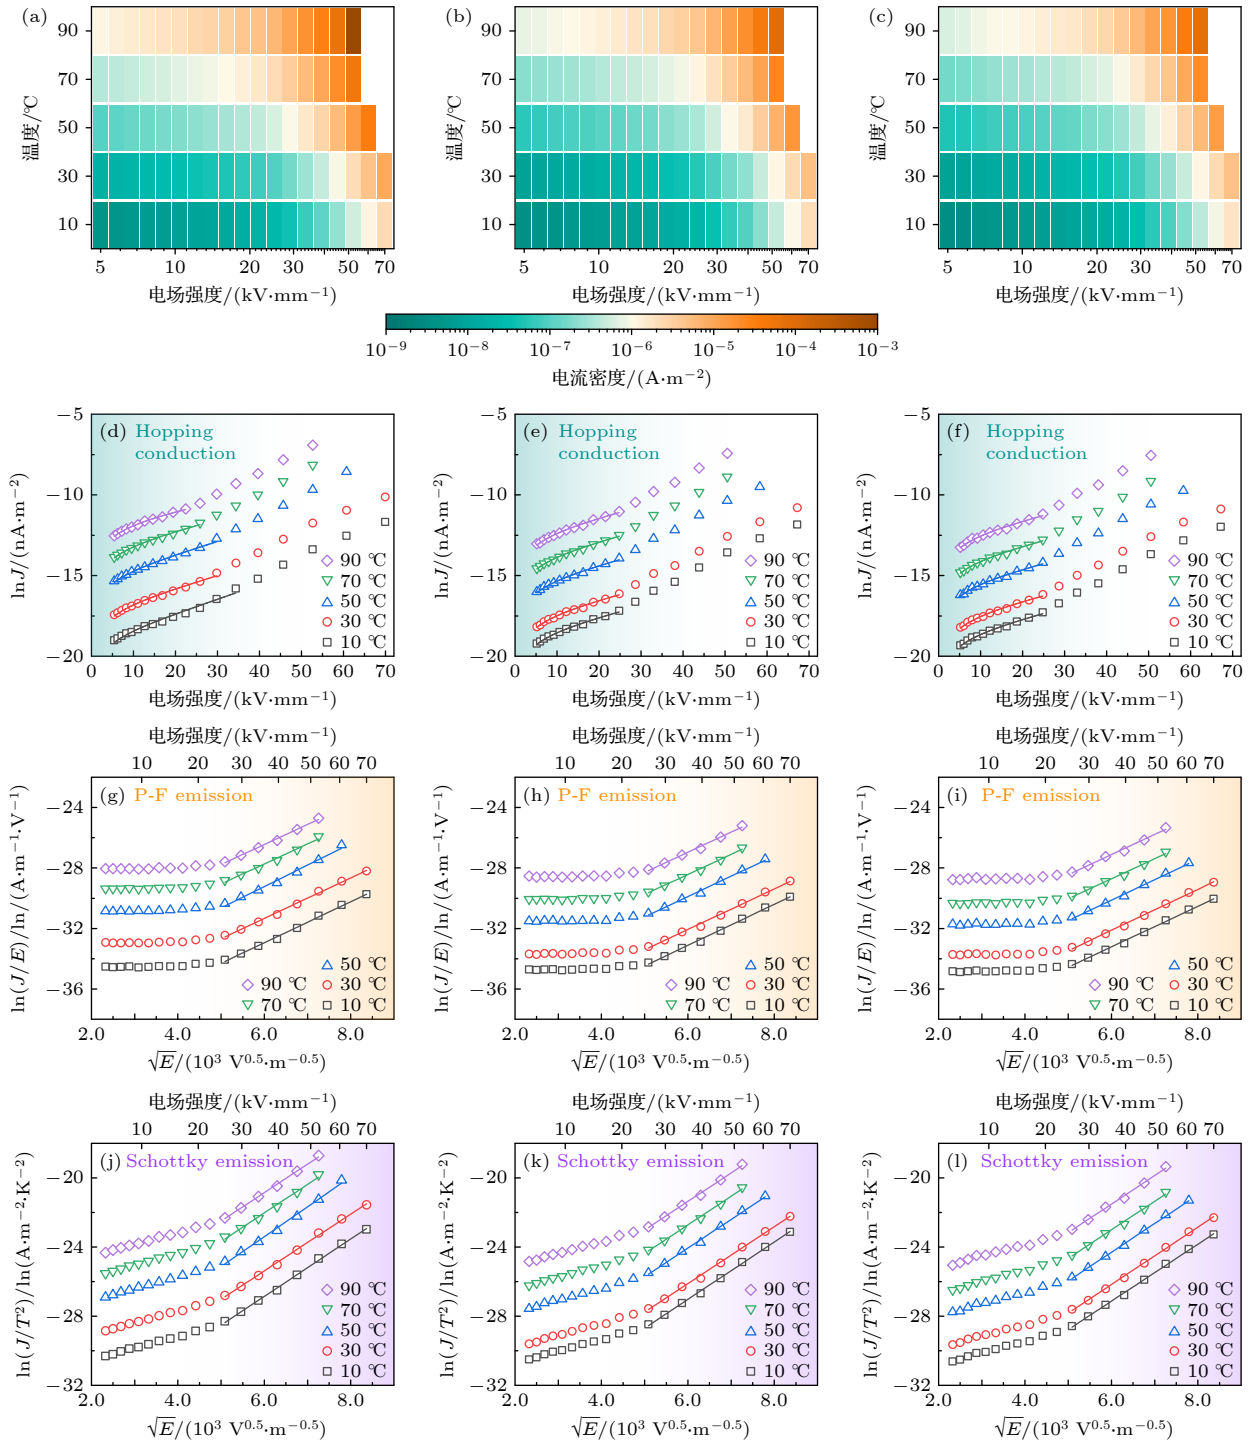 (a)
(b)
(c)
90
70
50
30
10
温度/℃
5 10 20 30 50 70
电场强度/(kV·mm⁻¹)
90
70
50
30
10
温度/℃
5 10 20 30 50 70
电场强度/(kV·mm⁻¹)
90
70
50
30
10
温度/℃
5 10 20 30 50 70
电场强度/(kV·mm⁻¹)
10⁻⁹ 10⁻⁸ 10⁻⁷ 10⁻⁶ 10⁻⁵ 10⁻⁴ 10⁻³
电流密度/(A·m⁻²)
(d) Hopping
conduction
−5
−10
−15
−20
lnJ/(nA·m⁻²)
90 ℃
70 ℃
50 ℃
30 ℃
10 ℃
0 10 20 30 40 50 60 70
电场强度/(kV·mm⁻¹)
(e) Hopping
conduction
−5
−10
−15
−20
lnJ/(nA·m⁻²)
90 ℃
70 ℃
50 ℃
30 ℃
10 ℃
0 10 20 30 40 50 60 70
电场强度/(kV·mm⁻¹)
(f) Hopping
conduction
−5
−10
−15
−20
lnJ/(nA·m⁻²)
90 ℃
70 ℃
50 ℃
30 ℃
10 ℃
0 10 20 30 40 50 60 70
电场强度/(kV·mm⁻¹)
电场强度/(kV·mm⁻¹)
10 20 30 40 50 60 70
(g) P-F emission
−24
−28
−32
−36
ln(J/E)/ln/(A·m⁻¹·V⁻¹)
50 ℃
90 ℃ 30 ℃
70 ℃ 10 ℃
2.0 4.0 6.0 8.0
√E/(10³ V⁰·⁵·m⁻⁰·⁵)
电场强度/(kV·mm⁻¹)
10 20 30 40 50 60 70
(h) P-F emission
−24
−28
−32
−36
ln(J/E)/ln/(A·m⁻¹·V⁻¹)
50 ℃
90 ℃ 30 ℃
70 ℃ 10 ℃
2.0 4.0 6.0 8.0
√E/(10³ V⁰·⁵·m⁻⁰·⁵)
电场强度/(kV·mm⁻¹)
10 20 30 40 50 60 70
(i) P-F emission
−24
−28
−32
−36
ln(J/E)/ln/(A·m⁻¹·V⁻¹)
50 ℃
90 ℃ 30 ℃
70 ℃ 10 ℃
2.0 4.0 6.0 8.0
√E/(10³ V⁰·⁵·m⁻⁰·⁵)
电场强度/(kV·mm⁻¹)
10 20 30 40 50 60 70
(j) Schottky emission
−20
−24
−28
−32
ln(J/T²)/ln(A·m⁻²·K⁻²)
90 ℃
70 ℃
50 ℃
30 ℃
10 ℃
2.0 4.0 6.0 8.0
√E/(10³ V⁰·⁵·m⁻⁰·⁵)
电场强度/(kV·mm⁻¹)
10 20 30 40 50 60 70
(k) Schottky emission
−20
−24
−28
−32
ln(J/T²)/ln(A·m⁻²·K⁻²)
90 ℃
70 ℃
50 ℃
30 ℃
10 ℃
2.0 4.0 6.0 8.0
√E/(10³ V⁰·⁵·m⁻⁰·⁵)
电场强度/(kV·mm⁻¹)
10 20 30 40 50 60 70
(l) Schottky emission
−20
−24
−28
−32
ln(J/T²)/ln(A·m⁻²·K⁻²)
90 ℃
70 ℃
50 ℃
30 ℃
10 ℃
2.0 4.0 6.0 8.0
√E/(10³ V⁰·⁵·m⁻⁰·⁵)